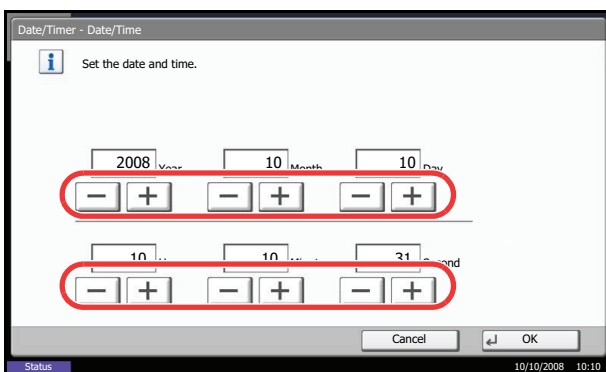 Date/Timer - Date/Time
i Set the date and time.
2008 Year 10 Month 10 Day
− + − + − +
10 10 31 Second
− + − + − +
Cancel OK
Status 10/10/2008 10:10